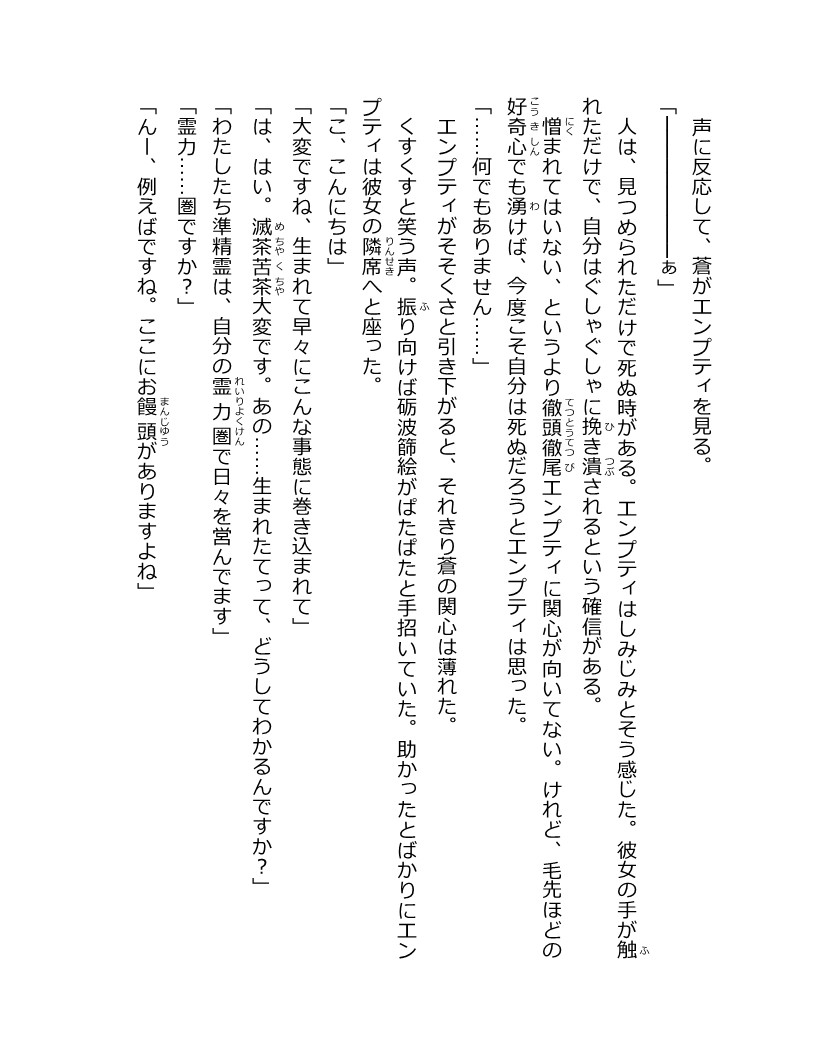 声に反応して、蒼がエンプティを見る。
「━━━━━━━ぁ」
人は、見つめられただけで死ぬ時がある。エンプティはしみじみとそう感じた。彼女の手が触
れただけで、自分はぐしゃぐしゃに挽き潰されるという確信がある。
憎まれてはいない、というより徹頭徹尾エンプティに関心が向いてない。けれど、毛先ほどの
好奇心でも湧けば、今度こそ自分は死ぬだろうとエンプティは思った。
「……何でもありません……」
エンプティがそそくさと引き下がると、それきり蒼の関心は薄れた。
くすくすと笑う声。振り向けば砺波篩絵がぱたぱたと手招いていた。助かったとばかりにエン
プティは彼女の隣席へと座った。
「こ、こんにちは」
「大変ですね、生まれて早々にこんな事態に巻き込まれて」
「は、はい。滅茶苦茶大変です。あの……生まれたてって、どうしてわかるんですか？」
「わたしたち準精霊は、自分の霊力圏で日々を営んでます」
「霊力……圏ですか？」
「んー、例えばですね。ここにお饅頭がありますよね」